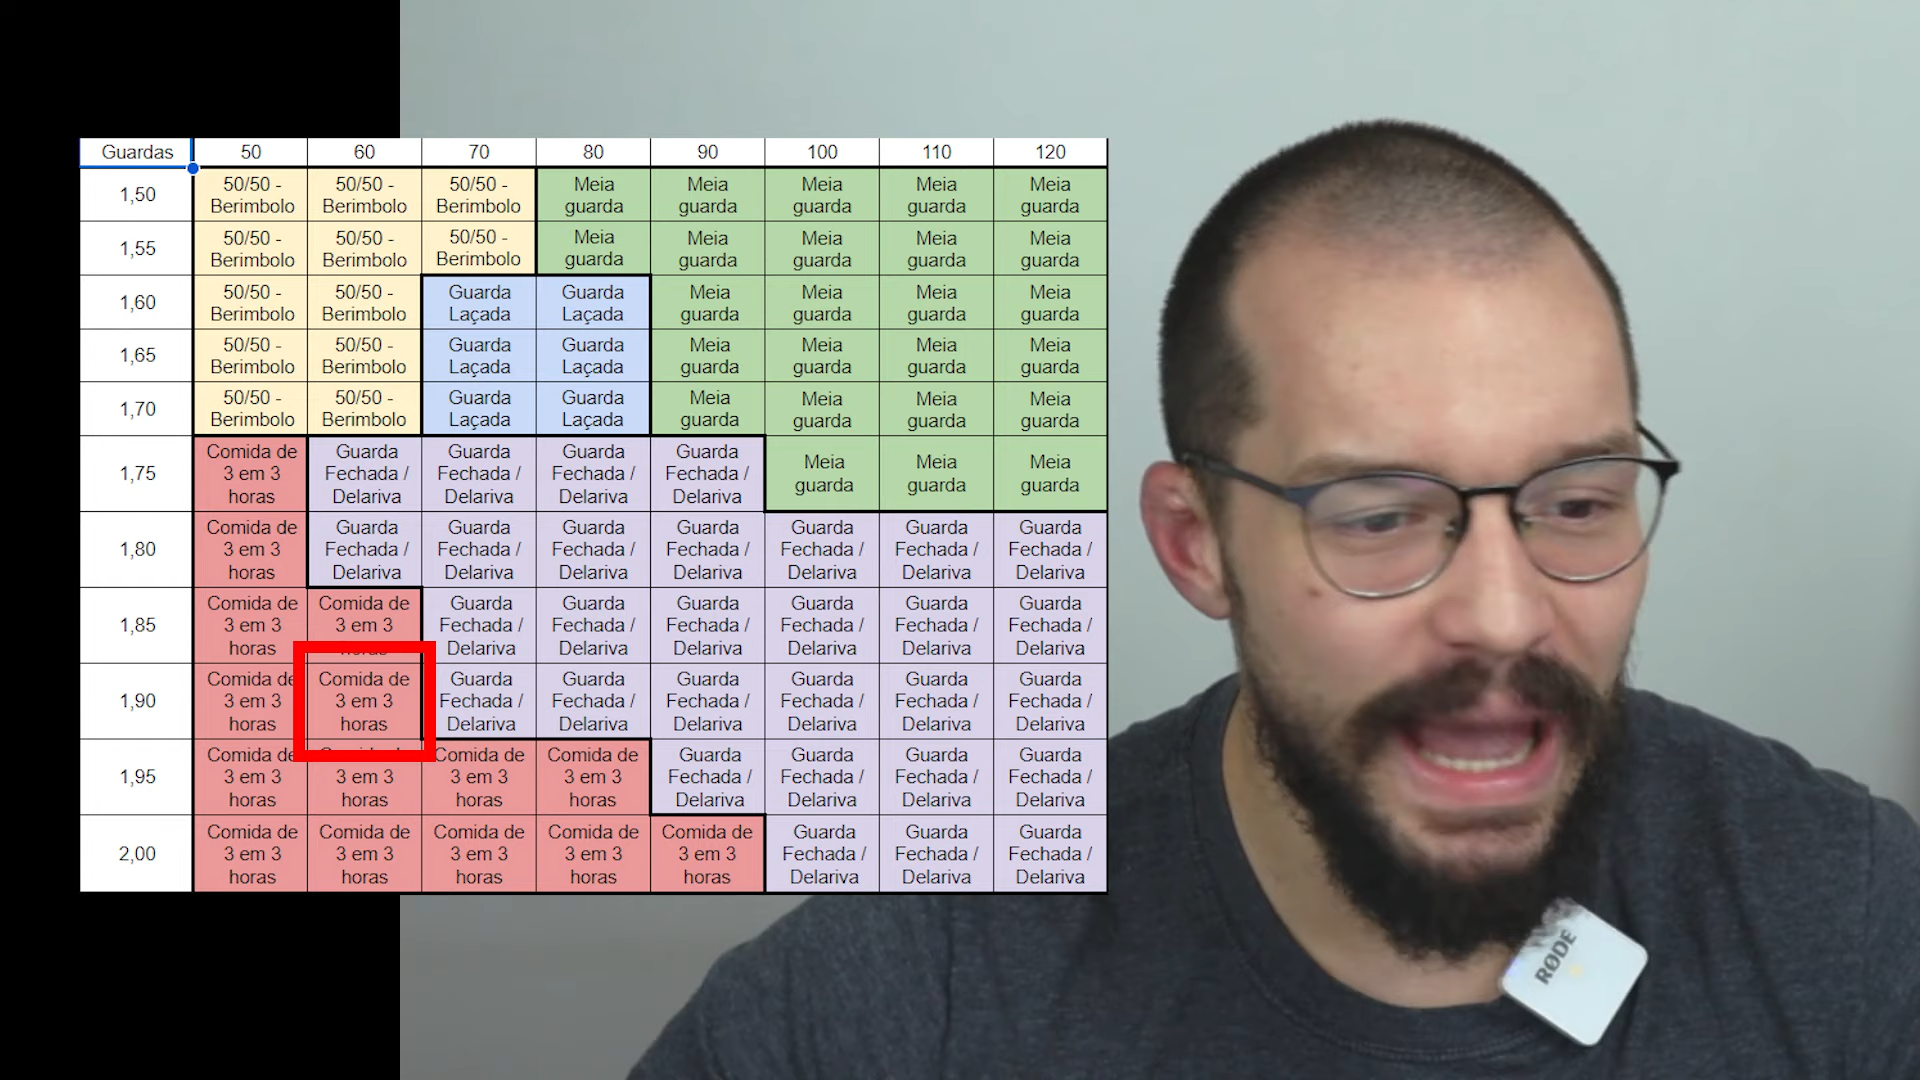 Guardas 50 60 70 80 90 100 110 120
1,50 50/50 - 50/50 - 50/50 - Meia Meia Meia Meia Meia
Berimbolo Berimbolo Berimbolo guarda guarda guarda guarda guarda
1,55 50/50 - 50/50 - 50/50 - Meia Meia Meia Meia Meia
Berimbolo Berimbolo Berimbolo guarda guarda guarda guarda guarda
1,60 50/50 - 50/50 - Guarda Guarda Meia Meia Meia Meia
Berimbolo Berimbolo Laçada Laçada guarda guarda guarda guarda
1,65 50/50 - 50/50 - Guarda Guarda Meia Meia Meia Meia
Berimbolo Berimbolo Laçada Laçada guarda guarda guarda guarda
1,70 50/50 - 50/50 - Guarda Guarda Meia Meia Meia Meia
Berimbolo Berimbolo Laçada Laçada guarda guarda guarda guarda
Comida de Guarda Guarda Guarda Guarda Meia Meia Meia
1,75 3 em 3 Fechada / Fechada / Fechada / Fechada / guarda guarda guarda
horas Delariva Delariva Delariva Delariva
Comida de Guarda Guarda Guarda Guarda Guarda Guarda Guarda
1,80 3 em 3 Fechada / Fechada / Fechada / Fechada / Fechada / Fechada / Fechada /
horas Delariva Delariva Delariva Delariva Delariva Delariva Delariva
Comida de Comida de Guarda Guarda Guarda Guarda Guarda Guarda
1,85 3 em 3 3 em 3 Fechada / Fechada / Fechada / Fechada / Fechada / Fechada /
horas Delariva Delariva Delariva Delariva Delariva Delariva
Comida de Comida de Guarda Guarda Guarda Guarda Guarda Guarda
1,90 3 em 3 3 em 3 Fechada / Fechada / Fechada / Fechada / Fechada / Fechada /
horas horas Delariva Delariva Delariva Delariva Delariva Delariva
Comida de Comida de Comida de Guarda Guarda Guarda Guarda
1,95 3 em 3 3 em 3 3 em 3 3 em 3 Fechada / Fechada / Fechada / Fechada /
horas horas horas horas Delariva Delariva Delariva Delariva
Comida de Comida de Comida de Comida de Comida de Guarda Guarda Guarda
2,00 3 em 3 3 em 3 3 em 3 3 em 3 3 em 3 Fechada / Fechada / Fechada /
horas horas horas horas horas Delariva Delariva Delariva
RØDE